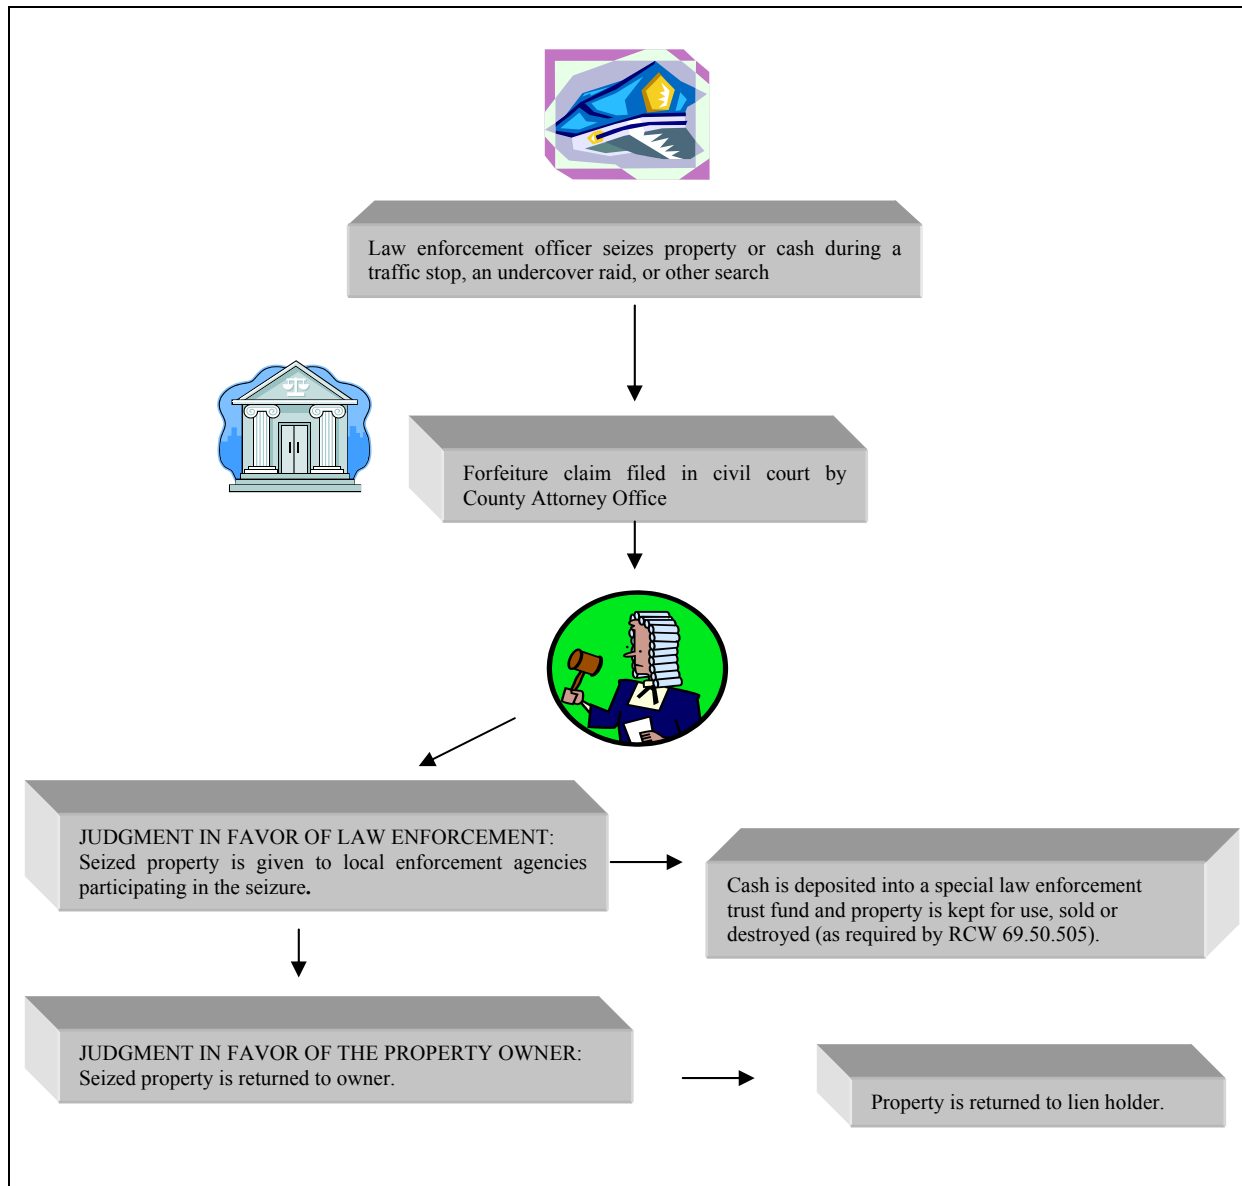 Law enforcement officer seizes property or cash during a
traffic stop, an undercover raid, or other search
Forfeiture claim filed in civil court by
County Attorney Office
JUDGMENT IN FAVOR OF LAW ENFORCEMENT:
Seized property is given to local enforcement agencies
participating in the seizure.
Cash is deposited into a special law enforcement
trust fund and property is kept for use, sold or
destroyed (as required by RCW 69.50.505).
JUDGMENT IN FAVOR OF THE PROPERTY OWNER:
Seized property is returned to owner.
Property is returned to lien holder.